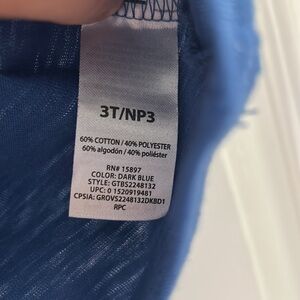 3T/NP3
60% COTTON / 40% POLYESTER
60% algodón / 40% poliéster
RN# 15897
COLOR: DARK BLUE
STYLE: GTBS2248132
UPC: 0 1520919481
CPSIA: GROVS2248132DKBD1
RPC